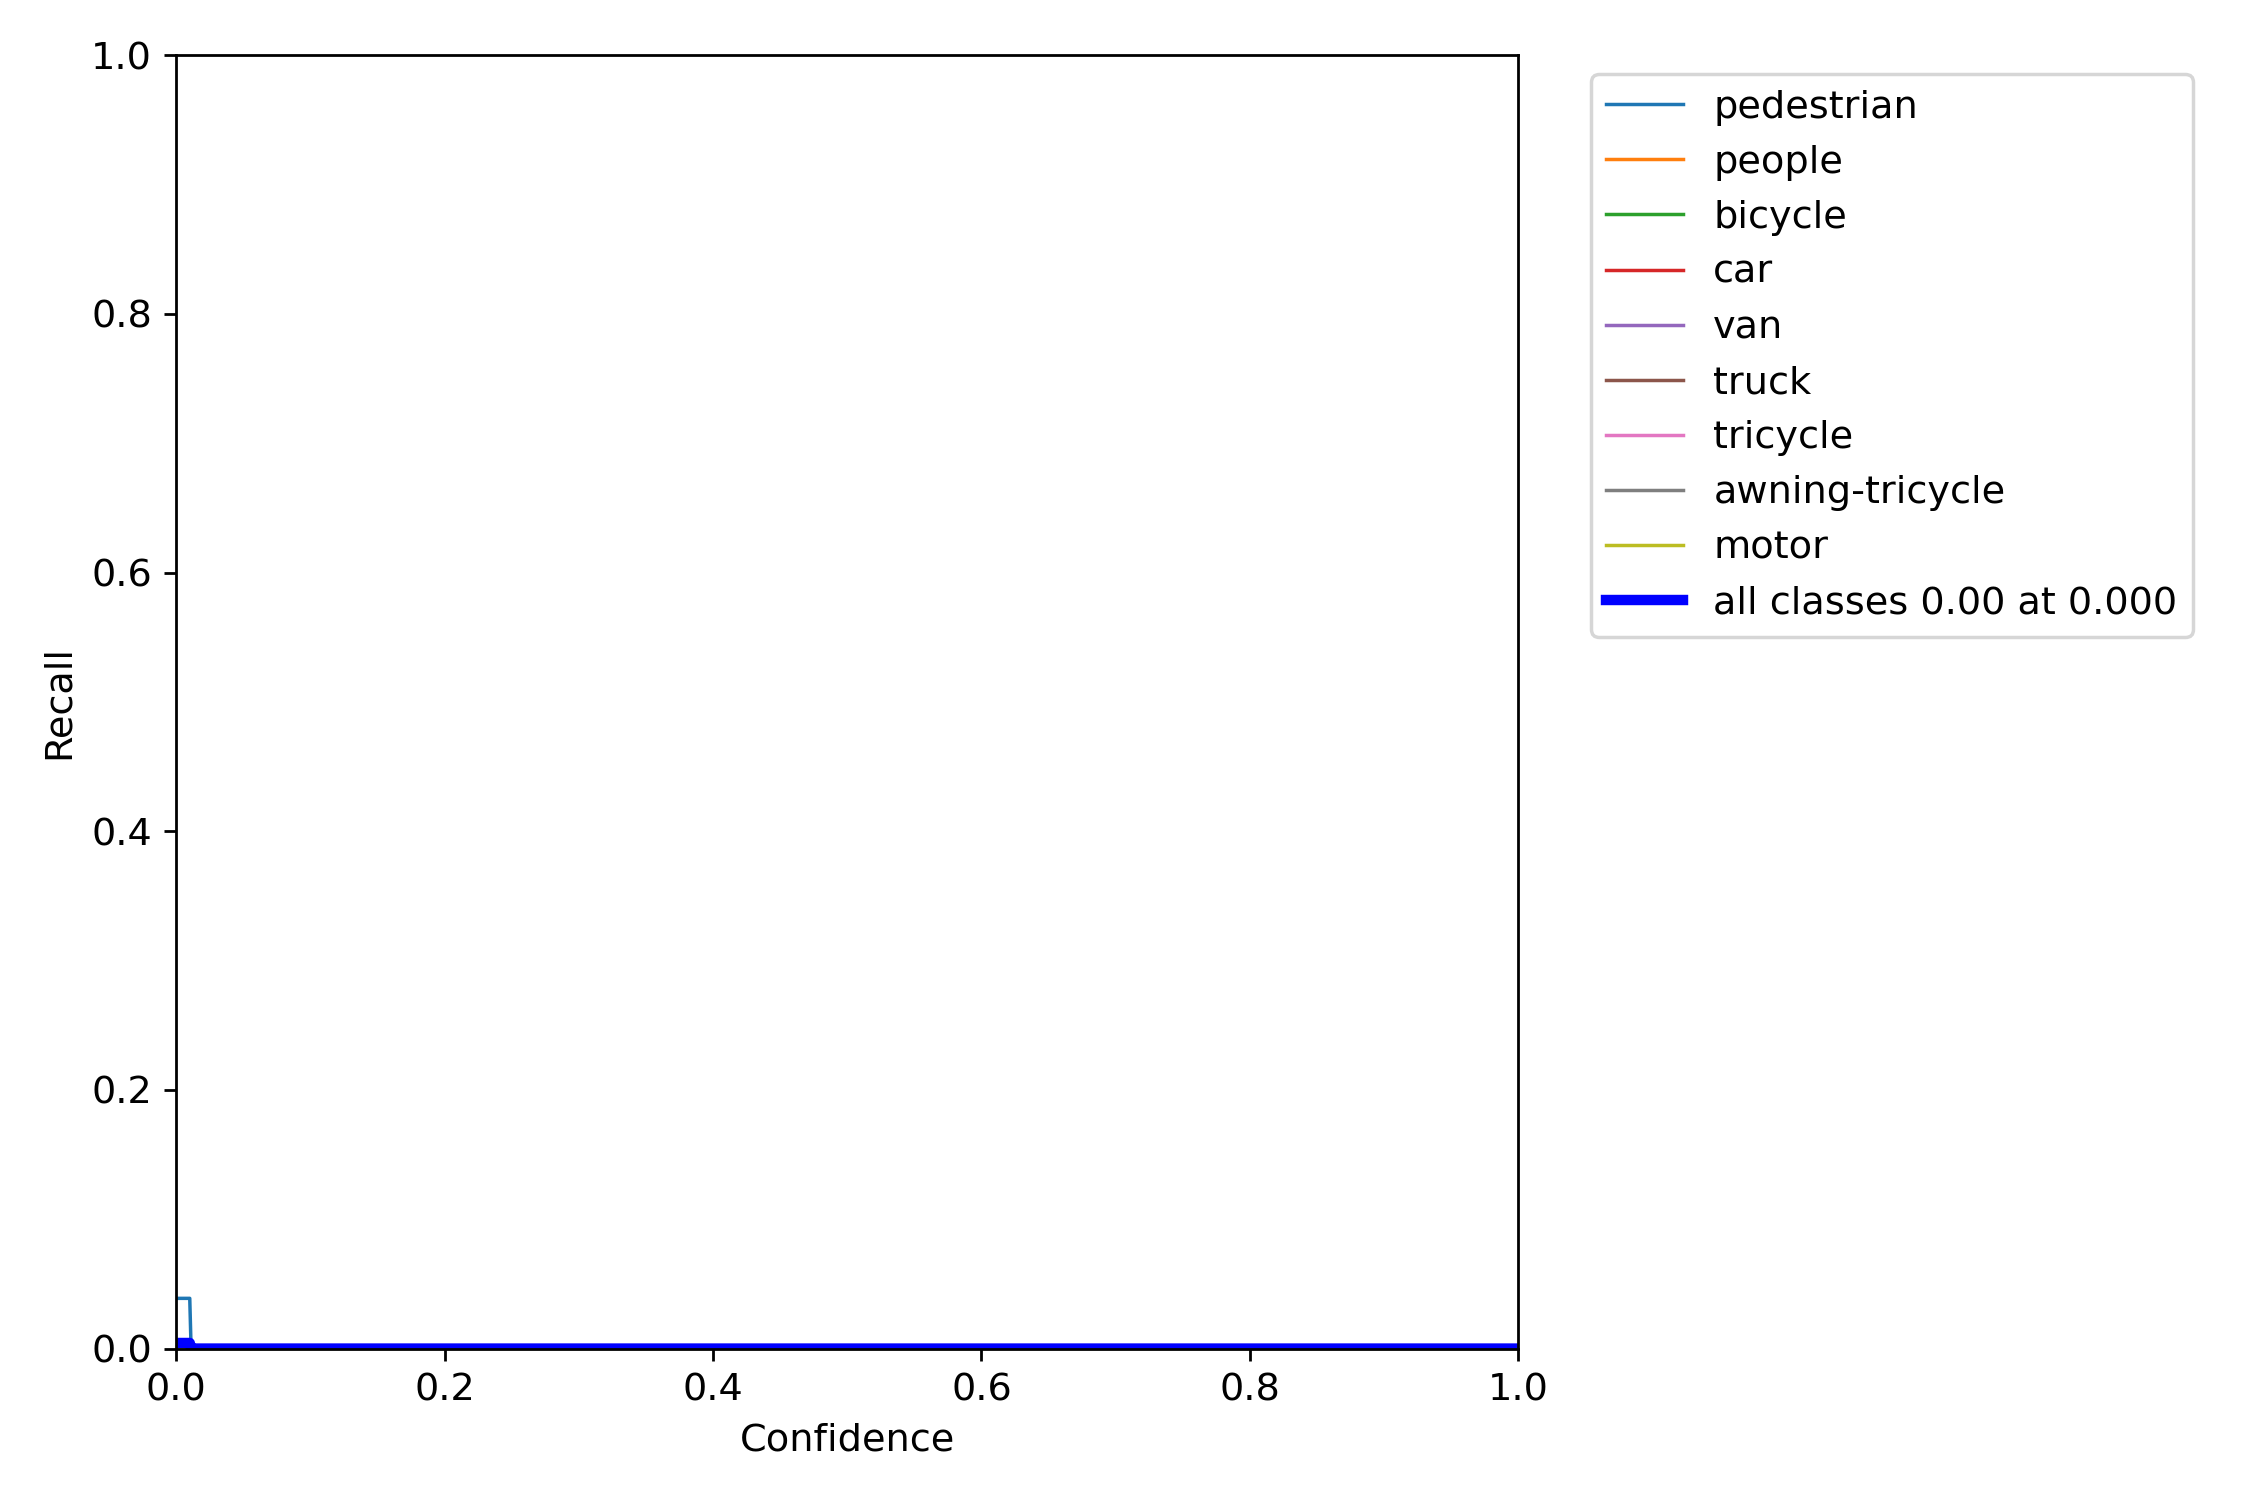 1.0
0.8
0.6
0.4
0.2
0.0
Recall
0.0 0.2 0.4 0.6 0.8 1.0
Confidence
pedestrian
people
bicycle
car
van
truck
tricycle
awning-tricycle
motor
all classes 0.00 at 0.000